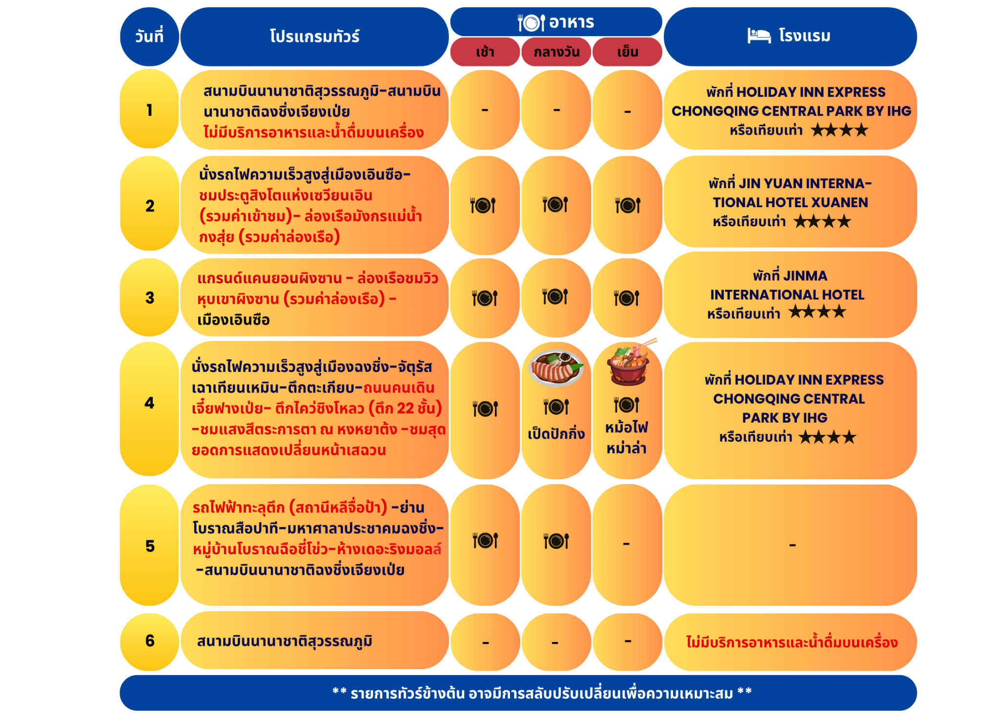 วันที่
โปรแกรมทัวร์
อาหาร
โรงแรม
เช้า
กลางวัน
เย็น
1
สนามบินนานาชาติสุวรรณภูมิ-สนามบิน
นานาชาติฉงชิ่งเจียงเป่ย
ไม่มีบริการอาหารและน้ำดื่มบนเครื่อง
-
-
-
พักที่ HOLIDAY INN EXPRESS
CHONGQING CENTRAL PARK BY IHG
หรือเทียบเท่า ★★★★
2
นั่งรถไฟความเร็วสูงสู่เมืองเอินซือ-
ชมประตูสิงโตแห่งเซวียนเอิน
(รวมค่าเข้าชม)- ล่องเรือมังกรแม่น้ำ
กงสุ่ย (รวมค่าล่องเรือ)
พักที่ JIN YUAN INTERNA-
TIONAL HOTEL XUANEN
หรือเทียบเท่า ★★★★
3
แกรนด์แคนยอนผิงซาน - ล่องเรือชมวิว
หุบเขาผิงซาน (รวมค่าล่องเรือ) -
เมืองเอินซือ
พักที่ JINMA
INTERNATIONAL HOTEL
หรือเทียบเท่า ★★★★
4
นั่งรถไฟความเร็วสูงสู่เมืองฉงชิ่ง-จัตุรัส
เฉาเทียนเหมิน-ตึกตะเกียบ-ถนนคนเดิน
เจี่ยฟางเป่ย- ตึกไคว่ชิงโหลว (ตึก 22 ชั้น)
-ชมแสงสีตระการตา ณ หงหยาต้ง -ชมสุด
ยอดการแสดงเปลี่ยนหน้าเสฉวน
เป็ดปักกิ่ง
หม้อไฟ
หม่าล่า
พักที่ HOLIDAY INN EXPRESS
CHONGQING CENTRAL
PARK BY IHG
หรือเทียบเท่า ★★★★
5
รถไฟฟ้าทะลุตึก (สถานีหลีจื่อป้า) -ย่าน
โบราณสือปาที-มหาศาลาประชาคมฉงชิ่ง-
หมู่บ้านโบราณฉือชี่โข่ว-ห้างเดอะริงมอลล์
-สนามบินนานาชาติฉงชิ่งเจียงเป่ย
-
-
6
สนามบินนานาชาติสุวรรณภูมิ
-
-
-
ไม่มีบริการอาหารและน้ำดื่มบนเครื่อง
** รายการทัวร์ข้างต้น อาจมีการสลับปรับเปลี่ยนเพื่อความเหมาะสม **